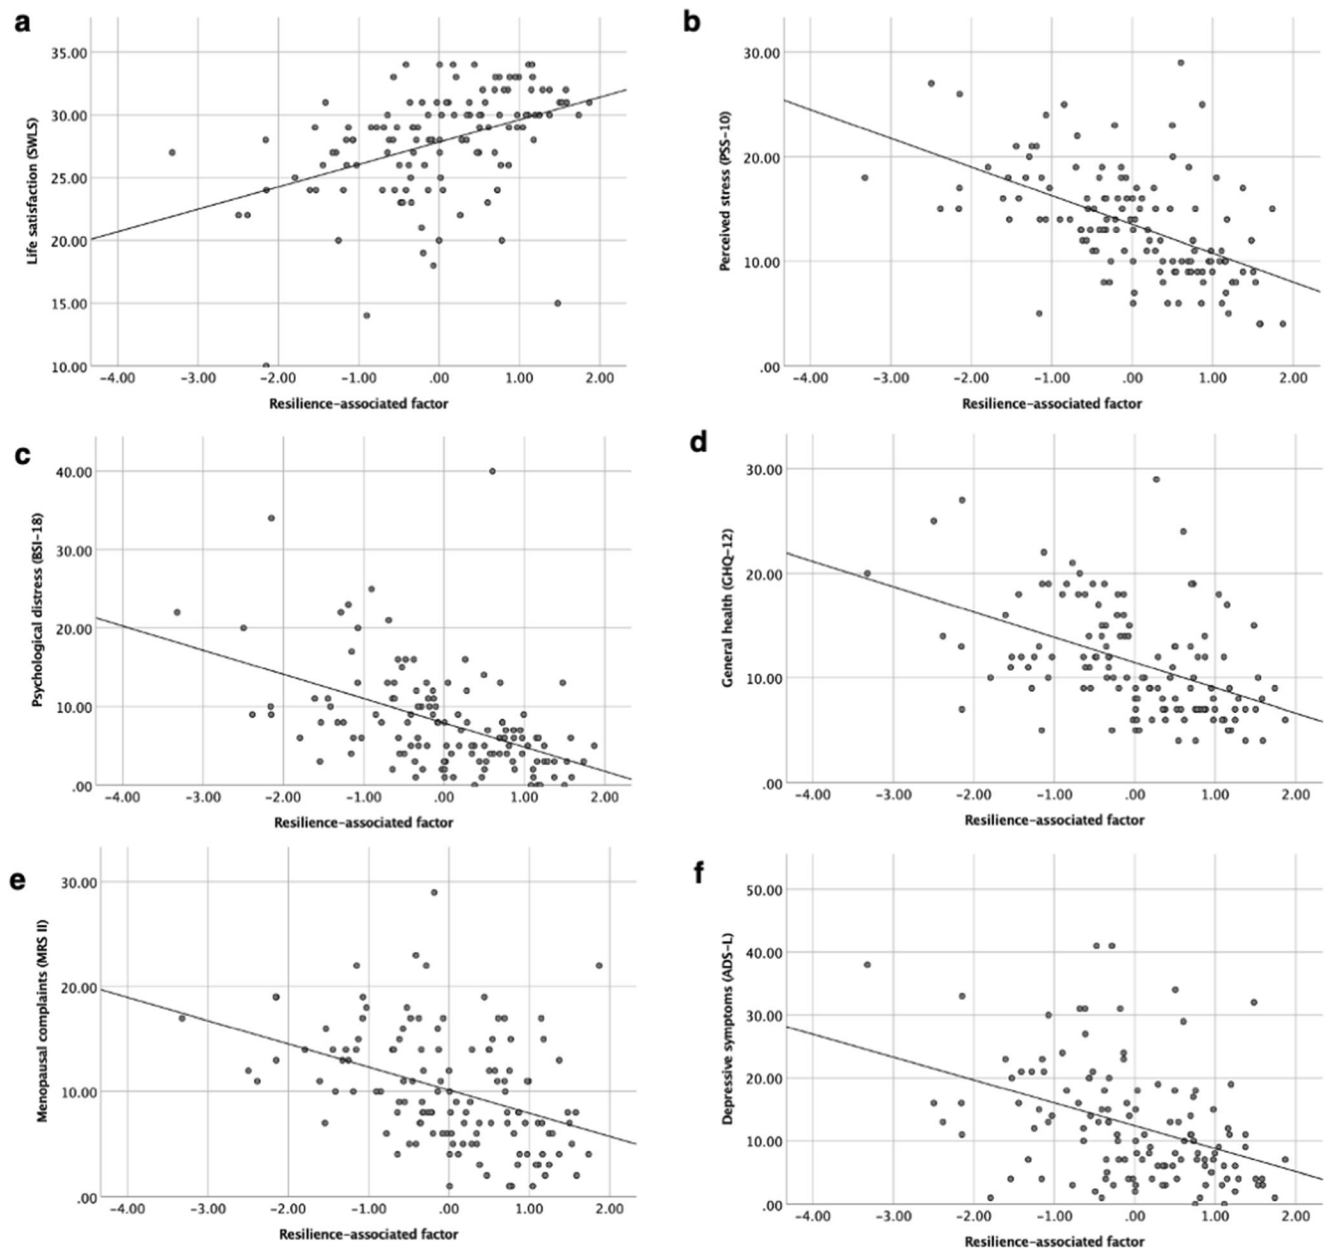 a
35.00
30.00
25.00
20.00
15.00
10.00
Life satisfaction (SWLS)
-4.00 -3.00 -2.00 -1.00 .00 1.00 2.00
Resilience-associated factor
b
30.00
20.00
10.00
.00
Perceived stress (PSS-10)
-4.00 -3.00 -2.00 -1.00 .00 1.00 2.00
Resilience-associated factor
c
40.00
30.00
20.00
10.00
.00
Psychological distress (BSI-18)
-4.00 -3.00 -2.00 -1.00 .00 1.00 2.00
Resilience-associated factor
d
30.00
20.00
10.00
.00
General health (GHQ-12)
-4.00 -3.00 -2.00 -1.00 .00 1.00 2.00
Resilience-associated factor
e
30.00
20.00
10.00
.00
Menopausal complaints (MRS II)
-4.00 -3.00 -2.00 -1.00 .00 1.00 2.00
Resilience-associated factor
f
50.00
40.00
30.00
20.00
10.00
.00
Depressive symptoms (ADS-L)
-4.00 -3.00 -2.00 -1.00 .00 1.00 2.00
Resilience-associated factor